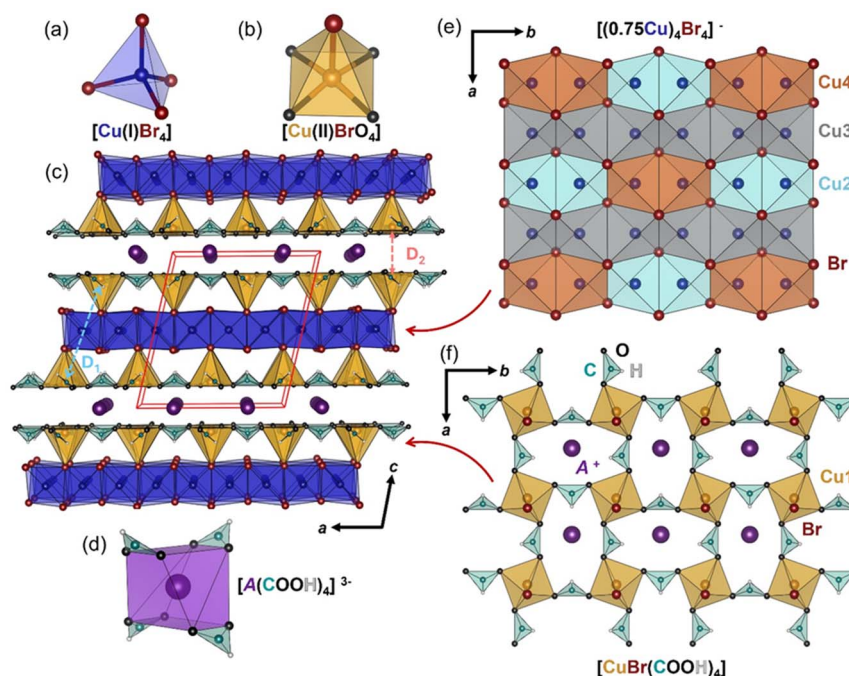 (a)
[Cu(I)Br4]
(b)
[Cu(II)BrO4]
(c)
D2
D1
c
a
(d)
[A(COOH)4] 3-
(e)
b
a
[(0.75Cu)4Br4] -
Cu4
Cu3
Cu2
Br
(f)
b
a
O
C
H
A+
Cu1
Br
[CuBr(COOH)4]